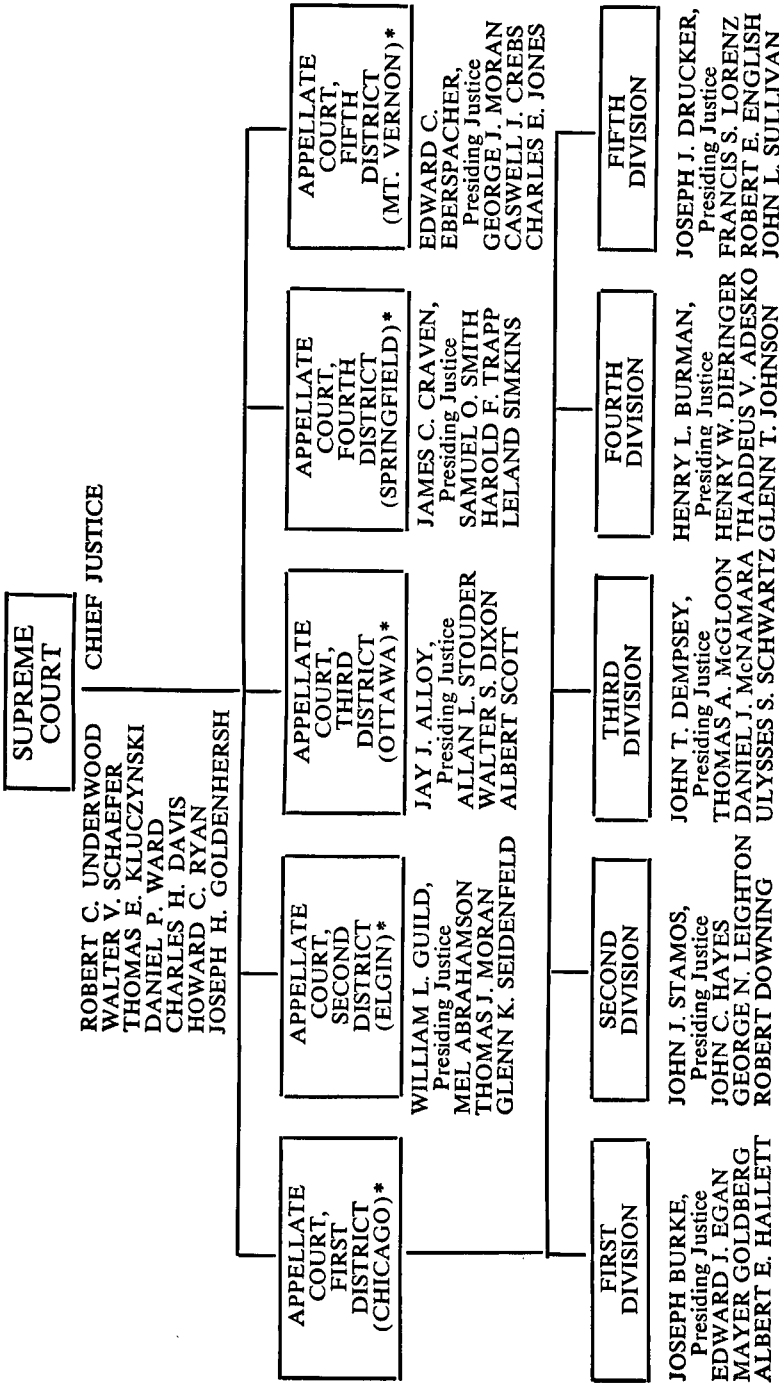 SUPREME
COURT
ROBERT C. UNDERWOOD CHIEF JUSTICE
WALTER V. SCHAEFER
THOMAS E. KLUCZYNSKI
DANIEL P. WARD
CHARLES H. DAVIS
HOWARD C. RYAN
JOSEPH H. GOLDENHERSH
APPELLATE
COURT,
FIRST
DISTRICT
(CHICAGO)*
APPELLATE
COURT,
SECOND
DISTRICT
(ELGIN)*
WILLIAM L. GUILD,
Presiding Justice
MEL ABRAHAMSON
THOMAS J. MORAN
GLENN K. SEIDENFELD
APPELLATE
COURT,
THIRD
DISTRICT
(OTTAWA)*
JAY J. ALLOY,
Presiding Justice
ALLAN L. STOUDER
WALTER S. DIXON
ALBERT SCOTT
APPELLATE
COURT,
FOURTH
DISTRICT
(SPRINGFIELD)*
JAMES C. CRAVEN,
Presiding Justice
SAMUEL O. SMITH
HAROLD F. TRAPP
LELAND SIMKINS
APPELLATE
COURT,
FIFTH
DISTRICT
(MT. VERNON)*
EDWARD C.
EBERSPACHER,
Presiding Justice
GEORGE J. MORAN
CASWELL J. CREBS
CHARLES E. JONES
FIRST
DIVISION
JOSEPH BURKE,
Presiding Justice
EDWARD J. EGAN
MAYER GOLDBERG
ALBERT E. HALLETT
SECOND
DIVISION
JOHN J. STAMOS,
Presiding Justice
JOHN C. HAYES
GEORGE N. LEIGHTON
ROBERT DOWNING
THIRD
DIVISION
JOHN T. DEMPSEY,
Presiding Justice
THOMAS A. McGLOON
DANIEL J. McNAMARA
ULYSSES S. SCHWARTZ
FOURTH
DIVISION
HENRY L. BURMAN,
Presiding Justice
HENRY W. DIERINGER
THADDEUS V. ADESKO
GLENN T. JOHNSON
FIFTH
DIVISION
JOSEPH J. DRUCKER,
Presiding Justice
FRANCIS S. LORENZ
ROBERT E. ENGLISH
JOHN L. SULLIVAN